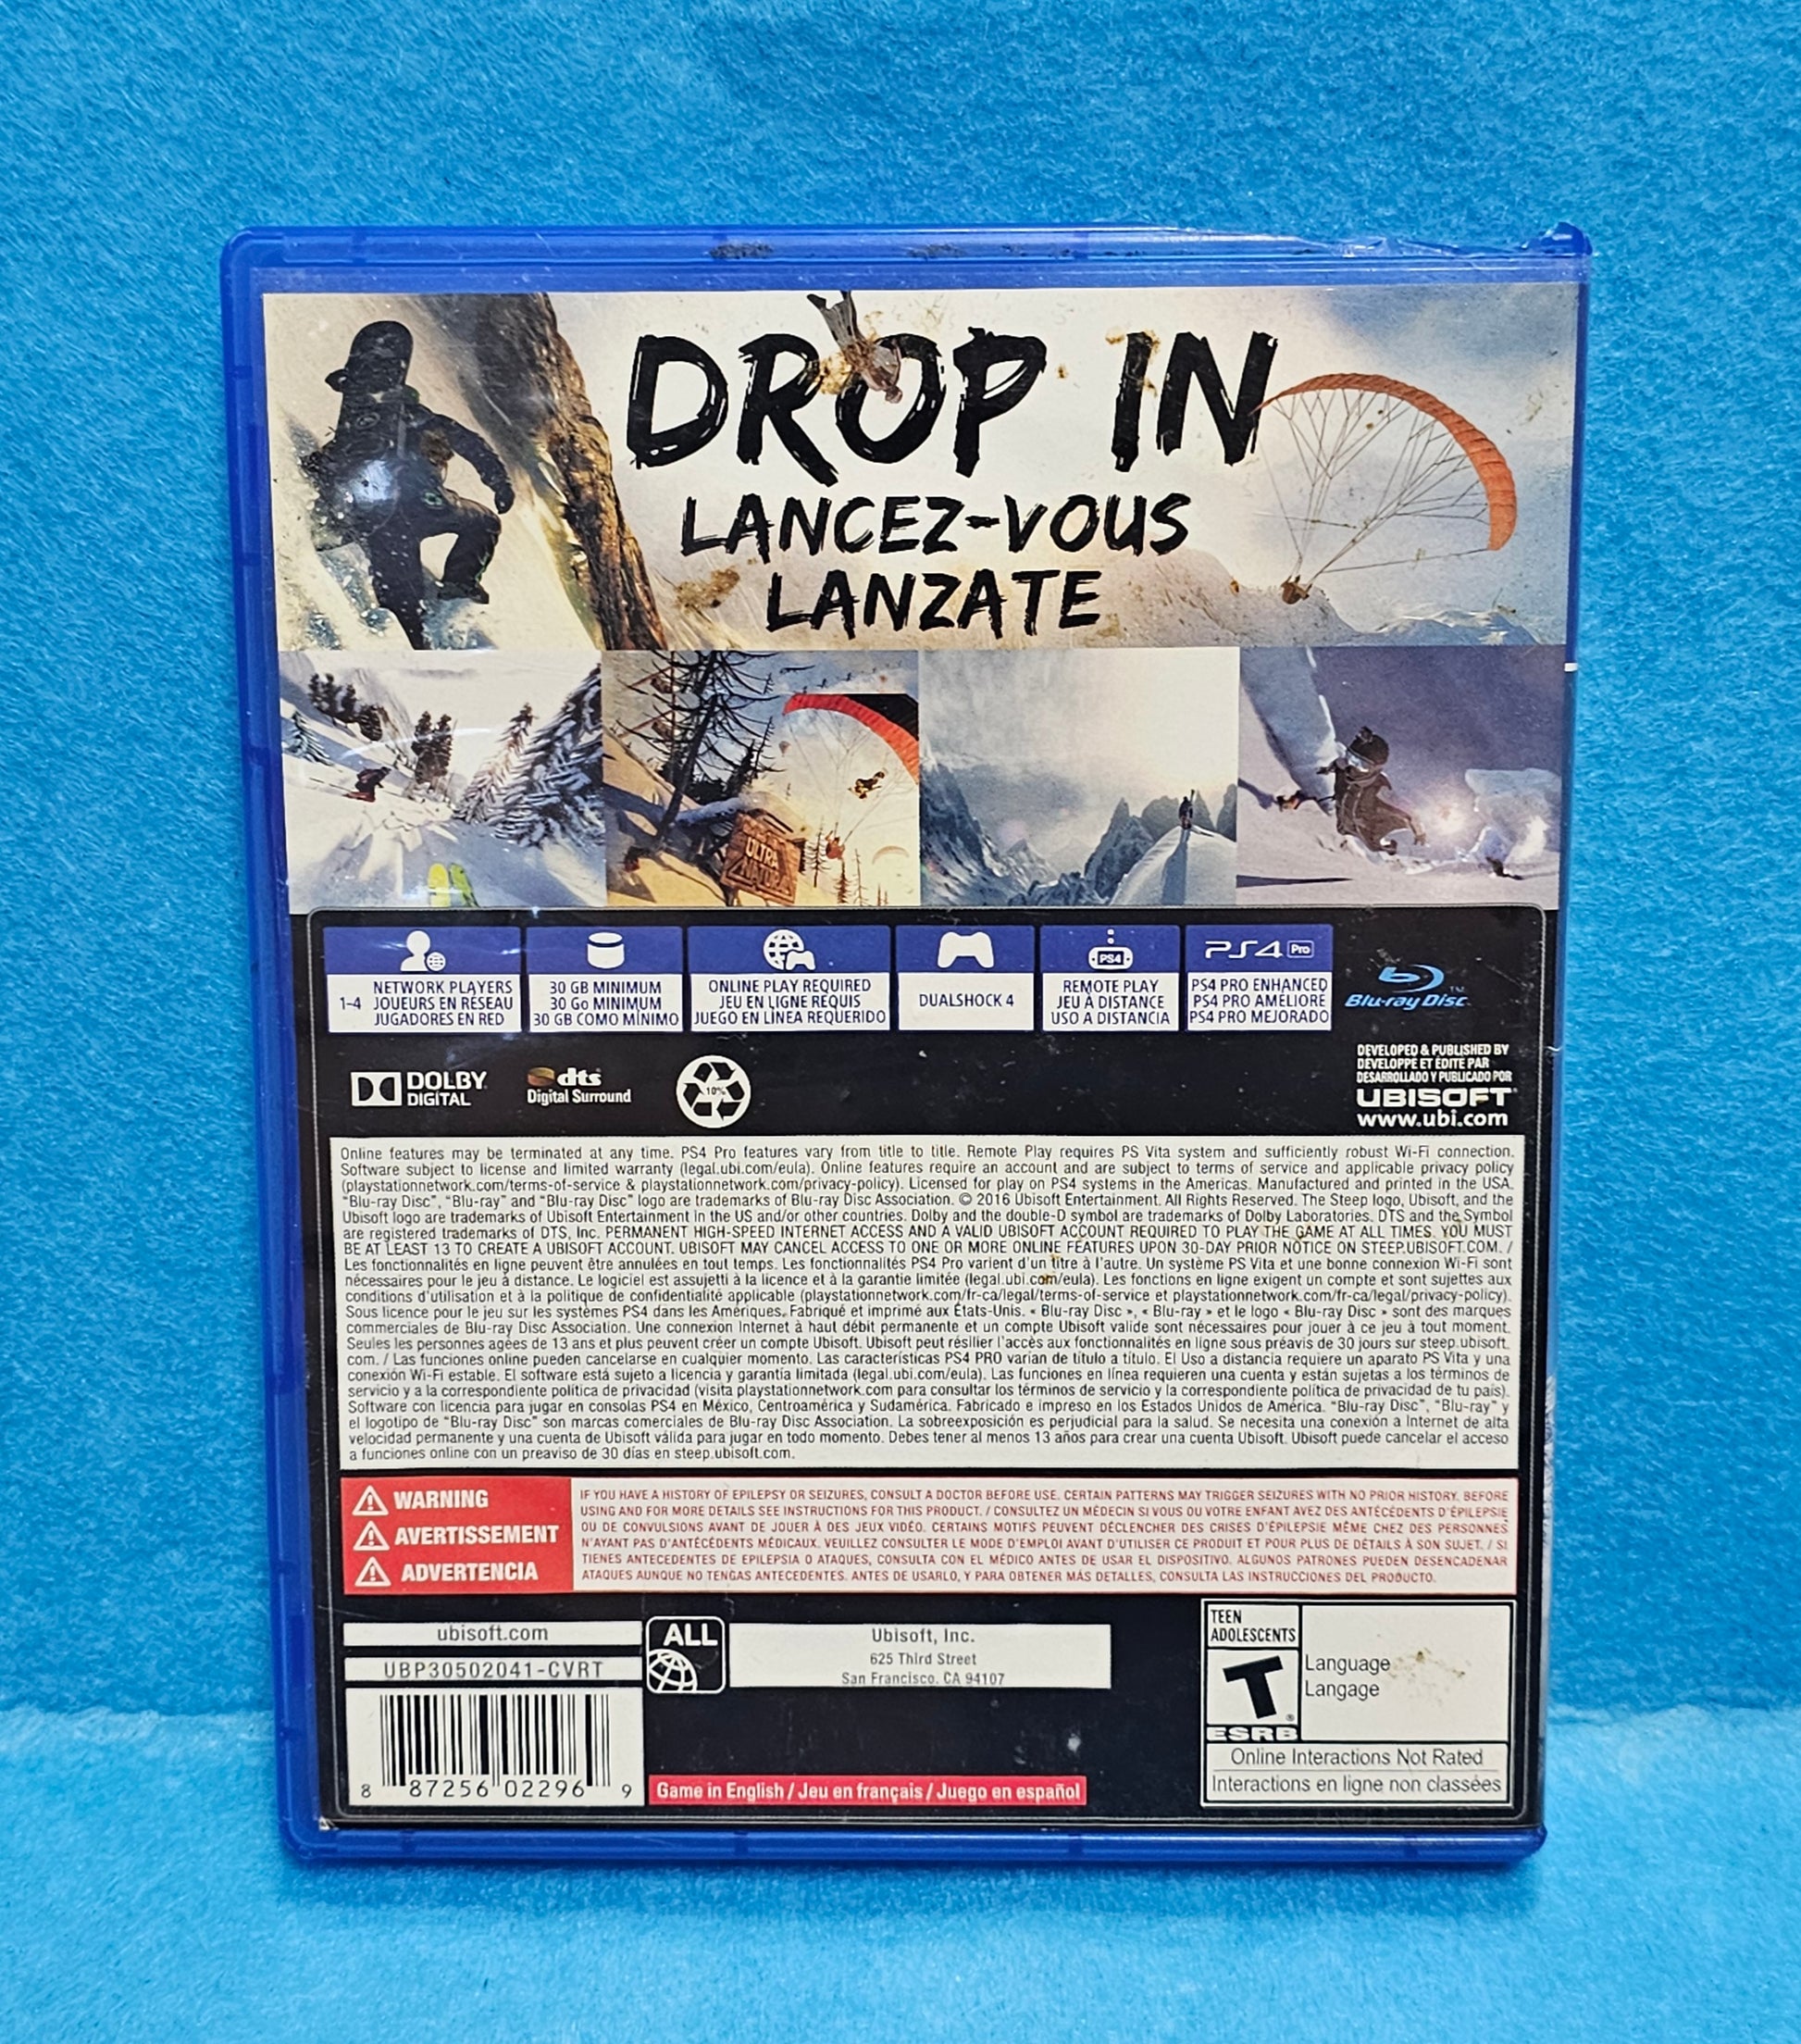 DROP IN
LANCEZ-VOUS
LANZATE
ULTRA
1-4 NETWORK PLAYERS
JOUEURS EN RÉSEAU
JUGADORES EN RED
30 GB MINIMUM
30 Go MINIMUM
30 GB COMO MÍNIMO
ONLINE PLAY REQUIRED
JEU EN LIGNE REQUIS
JUEGO EN LÍNEA REQUERIDO
DUALSHOCK 4
PS4
REMOTE PLAY
JEU À DISTANCE
USO A DISTANCIA
PS4 Pro
PS4 PRO ENHANCED
PS4 PRO AMÉLIORÉ
PS4 PRO MEJORADO
Blu-ray Disc™
DOLBY
DIGITAL
dts
Digital Surround
10%
DEVELOPED & PUBLISHED BY
DEVELOPPE ET ÉDITE PAR
DESARROLLADO Y PUBLICADO POR
UBISOFT
www.ubi.com
Online features may be terminated at any time. PS4 Pro features vary from title to title. Remote Play requires PS Vita system and sufficiently robust Wi-Fi connection.
Software subject to license and limited warranty (legal.ubi.com/eula). Online features require an account and are subject to terms of service and applicable privacy policy
(playstationnetwork.com/terms-of-service & playstationnetwork.com/privacy-policy). Licensed for play on PS4 systems in the Americas. Manufactured and printed in the USA.
"Blu-ray Disc", "Blu-ray" and "Blu-ray Disc" logo are trademarks of Blu-ray Disc Association. © 2016 Ubisoft Entertainment. All Rights Reserved. The Steep logo, Ubisoft, and the
Ubisoft logo are trademarks of Ubisoft Entertainment in the US and/or other countries. Dolby and the double-D symbol are trademarks of Dolby Laboratories. DTS and the Symbol
are registered trademarks of DTS, Inc. PERMANENT HIGH-SPEED INTERNET ACCESS AND A VALID UBISOFT ACCOUNT REQUIRED TO PLAY THE GAME AT ALL TIMES. YOU MUST
BE AT LEAST 13 TO CREATE A UBISOFT ACCOUNT. UBISOFT MAY CANCEL ACCESS TO ONE OR MORE ONLINE FEATURES UPON 30-DAY PRIOR NOTICE ON STEEP.UBISOFT.COM. /
Les fonctionnalités en ligne peuvent être annulées en tout temps. Les fonctionnalités PS4 Pro varient d'un titre à l'autre. Un système PS Vita et une bonne connexion Wi-Fi sont
nécessaires pour le jeu à distance. Le logiciel est assujetti à la licence et à la garantie limitée (legal.ubi.com/eula). Les fonctions en ligne exigent un compte et sont sujettes aux
conditions d'utilisation et à la politique de confidentialité applicable (playstationnetwork.com/fr-ca/legal/terms-of-service et playstationnetwork.com/fr-ca/legal/privacy-policy).
Sous licence pour le jeu sur les systèmes PS4 dans les Amériques. Fabriqué et imprimé aux États-Unis. « Blu-ray Disc », « Blu-ray » et le logo « Blu-ray Disc » sont des marques
commerciales de Blu-ray Disc Association. Une connexion Internet à haut débit permanente et un compte Ubisoft valide sont nécessaires pour jouer à ce jeu à tout moment.
Seules les personnes agées de 13 ans et plus peuvent créer un compte Ubisoft. Ubisoft peut résilier l'accès aux fonctionnalités en ligne sous préavis de 30 jours sur steep.ubisoft.
com. / Las funciones online pueden cancelarse en cualquier momento. Las características PS4 PRO varían de título a título. El Uso a distancia requiere un aparato PS Vita y una
conexión Wi-Fi estable. El software está sujeto a licencia y garantía limitada (legal.ubi.com/eula). Las funciones en línea requieren una cuenta y están sujetas a los términos de
servicio y a la correspondiente política de privacidad (visita playstationnetwork.com para consultar los términos de servicio y la correspondiente política de privacidad de tu país).
Software con licencia para jugar en consolas PS4 en México, Centroamérica y Sudamérica. Fabricado e impreso en los Estados Unidos de América. "Blu-ray Disc", "Blu-ray" y
el logotipo de "Blu-ray Disc" son marcas comerciales de Blu-ray Disc Association. La sobreexposición es perjudicial para la salud. Se necesita una conexión a Internet de alta
velocidad permanente y una cuenta de Ubisoft válida para jugar en todo momento. Debes tener al menos 13 años para crear una cuenta Ubisoft. Ubisoft puede cancelar el acceso
a funciones online con un preaviso de 30 días en steep.ubisoft.com.
WARNING
AVERTISSEMENT
ADVERTENCIA
IF YOU HAVE A HISTORY OF EPILEPSY OR SEIZURES, CONSULT A DOCTOR BEFORE USE. CERTAIN PATTERNS MAY TRIGGER SEIZURES WITH NO PRIOR HISTORY. BEFORE
USING AND FOR MORE DETAILS SEE INSTRUCTIONS FOR THIS PRODUCT. / CONSULTEZ UN MÉDECIN SI VOUS OU VOTRE ENFANT AVEZ DES ANTÉCÉDENTS D'ÉPILEPSIE
OU DE CONVULSIONS AVANT DE JOUER À DES JEUX VIDÉO. CERTAINS MOTIFS PEUVENT DÉCLENCHER DES CRISES D'ÉPILEPSIE MÊME CHEZ DES PERSONNES
N'AYANT PAS D'ANTÉCÉDENTS MÉDICAUX. VEUILLEZ CONSULTER LE MODE D'EMPLOI AVANT D'UTILISER CE PRODUIT ET POUR PLUS DE DÉTAILS À SON SUJET. / SI
TIENES ANTECEDENTES DE EPILEPSIA O ATAQUES, CONSULTA CON EL MÉDICO ANTES DE USAR EL DISPOSITIVO. ALGUNOS PATRONES PUEDEN DESENCADENAR
ATAQUES AUNQUE NO TENGAS ANTECEDENTES. ANTES DE USARLO, Y PARA OBTENER MÁS DETALLES, CONSULTA LAS INSTRUCCIONES DEL PRODUCTO.
ubisoft.com
UBP30502041-CVRT
8 87256 02296 9
ALL
Ubisoft, Inc.
625 Third Street
San Francisco, CA 94107
Game in English / Jeu en français / Juego en español
TEEN
ADOLESCENTS
T
®
ESRB
Language
Langage
Online Interactions Not Rated
Interactions en ligne non classées